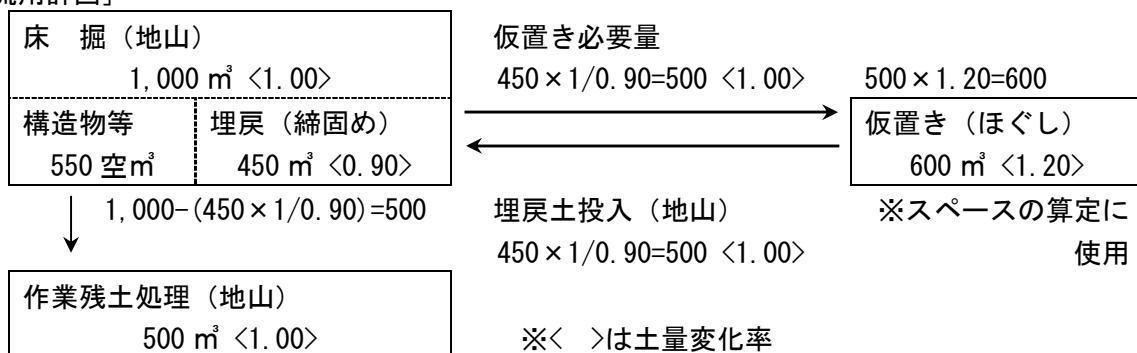 流用計画」
床　掘（地山）
1,000 ㎥ <1.00>
仮置き必要量
450×1/0.90=500 <1.00>
500×1.20=600
構造物等
550 空㎥
埋戻（締固め）
450 ㎥ <0.90>
仮置き（ほぐし）
600 ㎥ <1.20>
1,000-(450×1/0.90)=500
埋戻土投入（地山）
450×1/0.90=500 <1.00>
※スペースの算定に
使用
作業残土処理（地山）
500 ㎥ <1.00>
※<　>は土量変化率